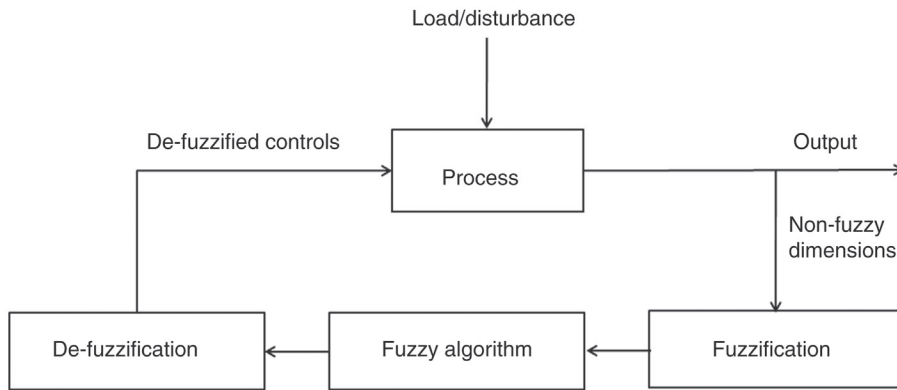 Load/disturbance
De-fuzzified controls
Output
Process
Non-fuzzy
dimensions
De-fuzzification
Fuzzy algorithm
Fuzzification